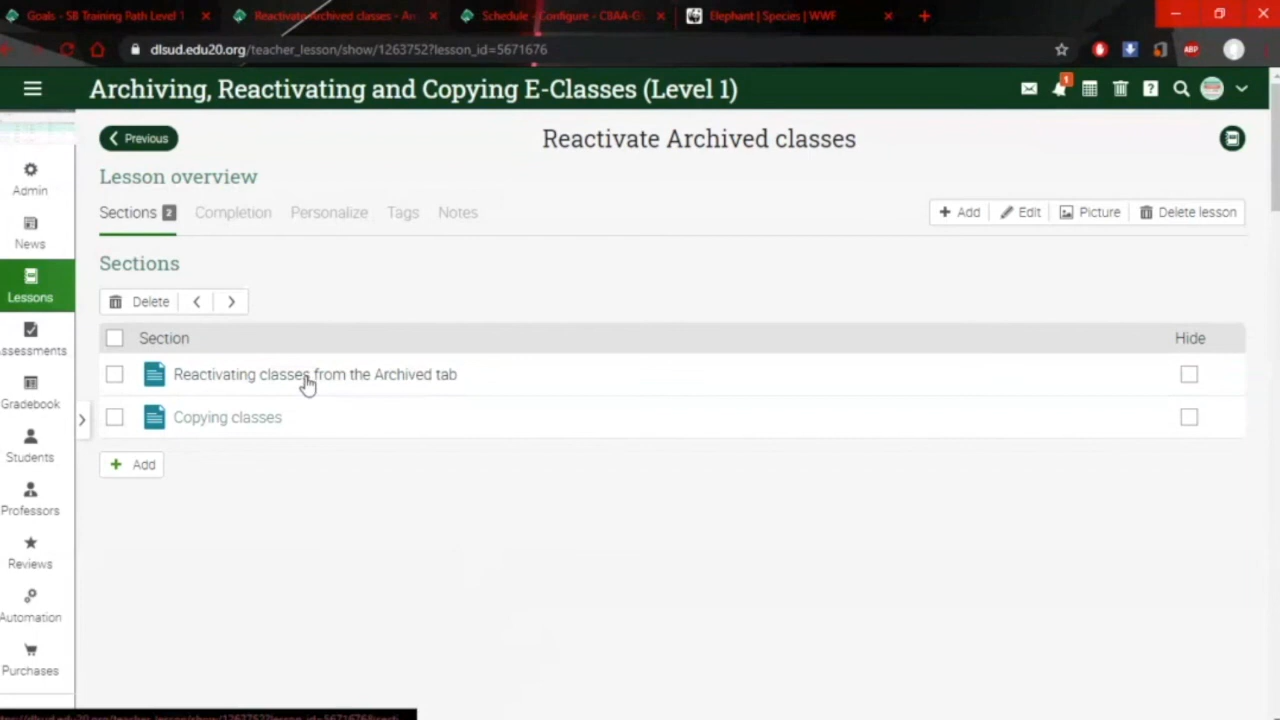 Goals - SB Training Path Level 1
Reactivate Archived classes - Ar
Schedule - Configure - CBAA-G
Elephant | Species | WWF
dlsud.edu20.org/teacher_lesson/show/1263752?lesson_id=5671676
ABP
Archiving, Reactivating and Copying E-Classes (Level 1)
1
Previous
Reactivate Archived classes
Lesson overview
Sections 2 Completion Personalize Tags Notes
Add Edit Picture Delete lesson
Sections
Delete
Section Hide
Reactivating classes from the Archived tab
Copying classes
Add
Admin
News
Lessons
ssessments
Gradebook
Students
Professors
Reviews
Automation
Purchases